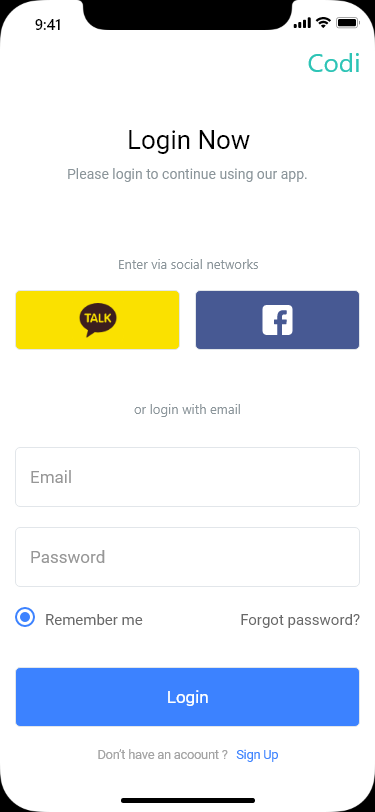 9:41
Codi
Login Now
Please login to continue using our app.
Enter via social networks
TALK
or login with email
Email
Password
Remember me
Forgot password?
Login
Don't have an acoount ? Sign Up